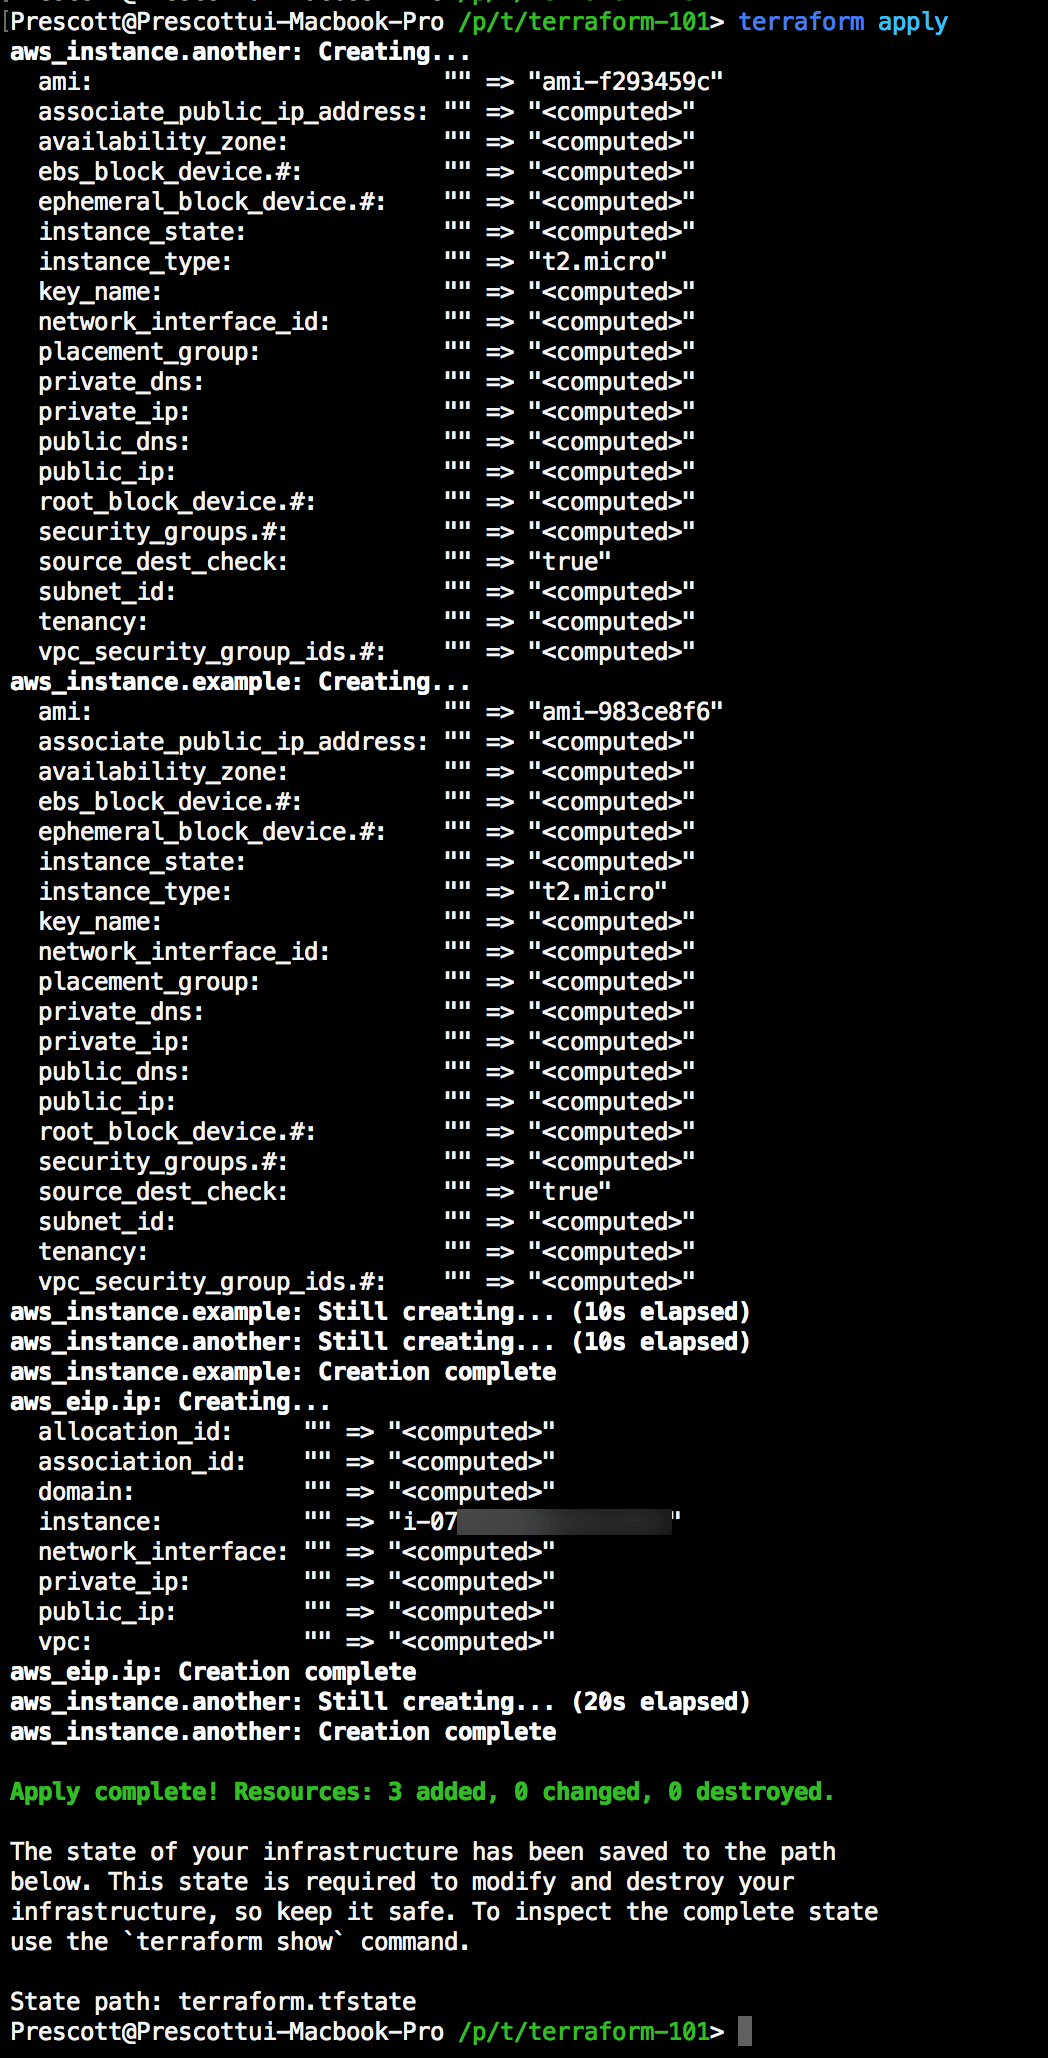 Prescott@Prescottui-Macbook-Pro /p/t/terraform-101> terraform apply
aws_instance.another: Creating...
  ami:                         "" => "ami-f293459c"
  associate_public_ip_address: "" => "<computed>"
  availability_zone:           "" => "<computed>"
  ebs_block_device.#:          "" => "<computed>"
  ephemeral_block_device.#:    "" => "<computed>"
  instance_state:              "" => "<computed>"
  instance_type:               "" => "t2.micro"
  key_name:                    "" => "<computed>"
  network_interface_id:        "" => "<computed>"
  placement_group:             "" => "<computed>"
  private_dns:                 "" => "<computed>"
  private_ip:                  "" => "<computed>"
  public_dns:                  "" => "<computed>"
  public_ip:                   "" => "<computed>"
  root_block_device.#:         "" => "<computed>"
  security_groups.#:           "" => "<computed>"
  source_dest_check:           "" => "true"
  subnet_id:                   "" => "<computed>"
  tenancy:                     "" => "<computed>"
  vpc_security_group_ids.#:    "" => "<computed>"
aws_instance.example: Creating...
  ami:                         "" => "ami-983ce8f6"
  associate_public_ip_address: "" => "<computed>"
  availability_zone:           "" => "<computed>"
  ebs_block_device.#:          "" => "<computed>"
  ephemeral_block_device.#:    "" => "<computed>"
  instance_state:              "" => "<computed>"
  instance_type:               "" => "t2.micro"
  key_name:                    "" => "<computed>"
  network_interface_id:        "" => "<computed>"
  placement_group:             "" => "<computed>"
  private_dns:                 "" => "<computed>"
  private_ip:                  "" => "<computed>"
  public_dns:                  "" => "<computed>"
  public_ip:                   "" => "<computed>"
  root_block_device.#:         "" => "<computed>"
  security_groups.#:           "" => "<computed>"
  source_dest_check:           "" => "true"
  subnet_id:                   "" => "<computed>"
  tenancy:                     "" => "<computed>"
  vpc_security_group_ids.#:    "" => "<computed>"
aws_instance.example: Still creating... (10s elapsed)
aws_instance.another: Still creating... (10s elapsed)
aws_instance.example: Creation complete
aws_eip.ip: Creating...
  allocation_id:     "" => "<computed>"
  association_id:    "" => "<computed>"
  domain:            "" => "<computed>"
  instance:          "" => "i-07"
  network_interface: "" => "<computed>"
  private_ip:        "" => "<computed>"
  public_ip:         "" => "<computed>"
  vpc:               "" => "<computed>"
aws_eip.ip: Creation complete
aws_instance.another: Still creating... (20s elapsed)
aws_instance.another: Creation complete
Apply complete! Resources: 3 added, 0 changed, 0 destroyed.
The state of your infrastructure has been saved to the path
below. This state is required to modify and destroy your
infrastructure, so keep it safe. To inspect the complete state
use the `terraform show` command.
State path: terraform.tfstate
Prescott@Prescottui-Macbook-Pro /p/t/terraform-101>